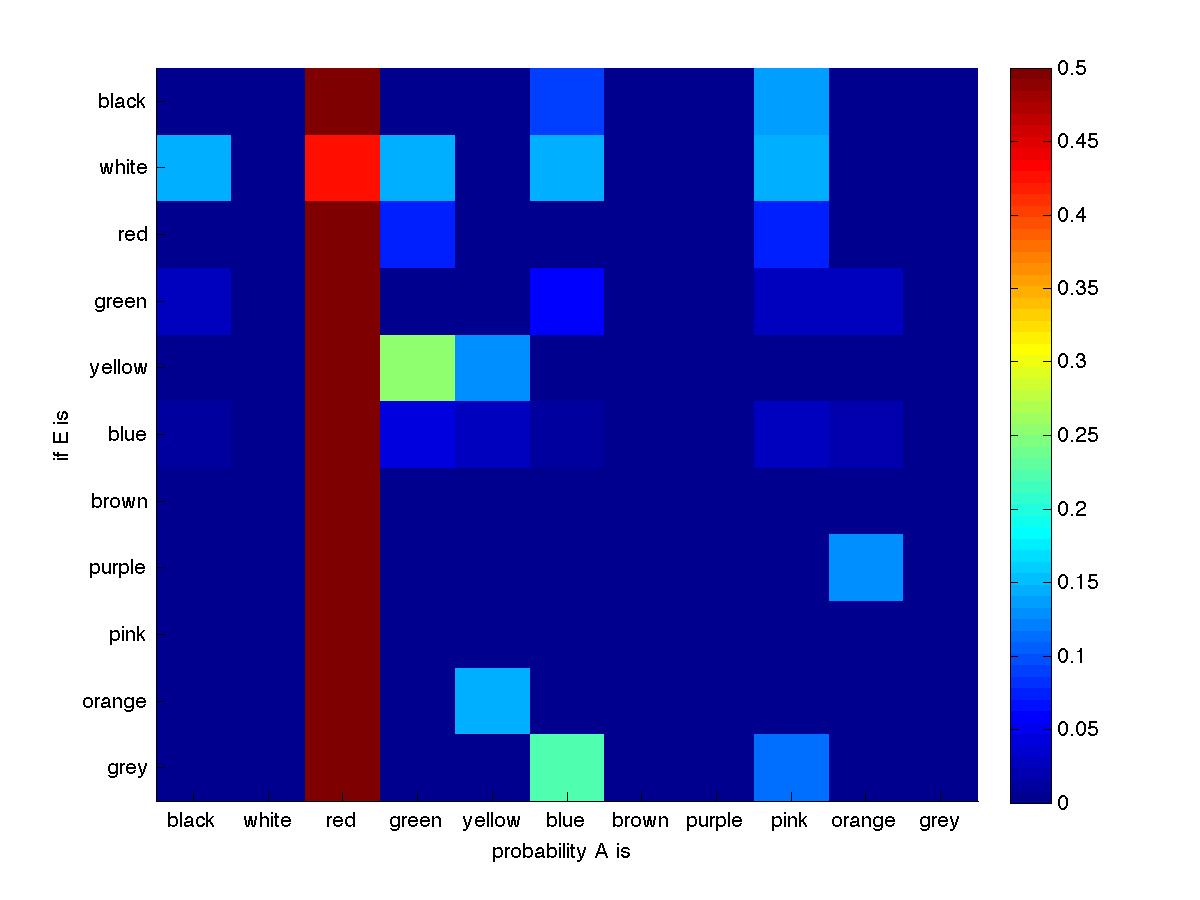 black
white
red
green
yellow
blue
brown
purple
pink
orange
grey
if E is
black white red green yellow blue brown purple pink orange grey
probability A is
0.5
0.45
0.4
0.35
0.3
0.25
0.2
0.15
0.1
0.05
0